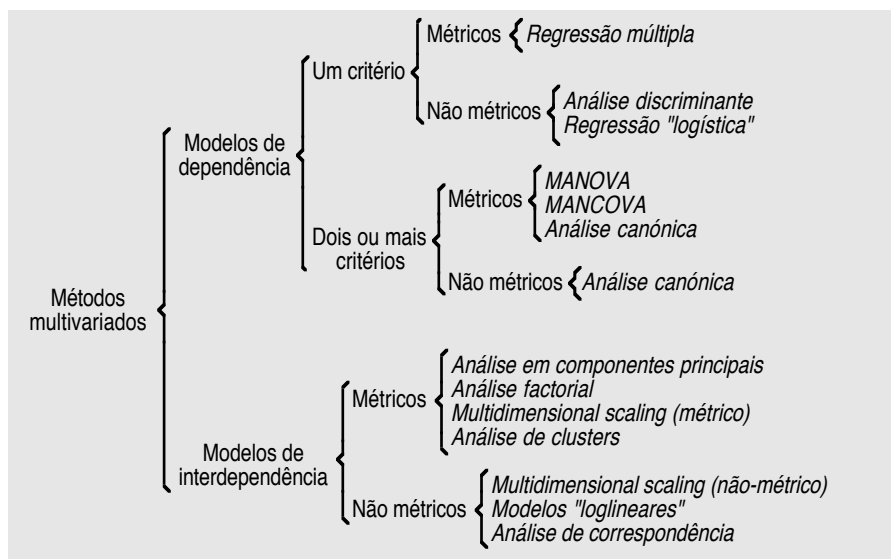 Métodos
multivariados
Modelos de
dependência
Um critério
Métricos
Regressão múltipla
Não métricos
Análise discriminante
Regressão "logística"
Dois ou mais
critérios
Métricos
MANOVA
MANCOVA
Análise canónica
Não métricos
Análise canónica
Modelos de
interdependência
Métricos
Análise em componentes principais
Análise factorial
Multidimensional scaling (métrico)
Análise de clusters
Não métricos
Multidimensional scaling (não-métrico)
Modelos "loglineares"
Análise de correspondência